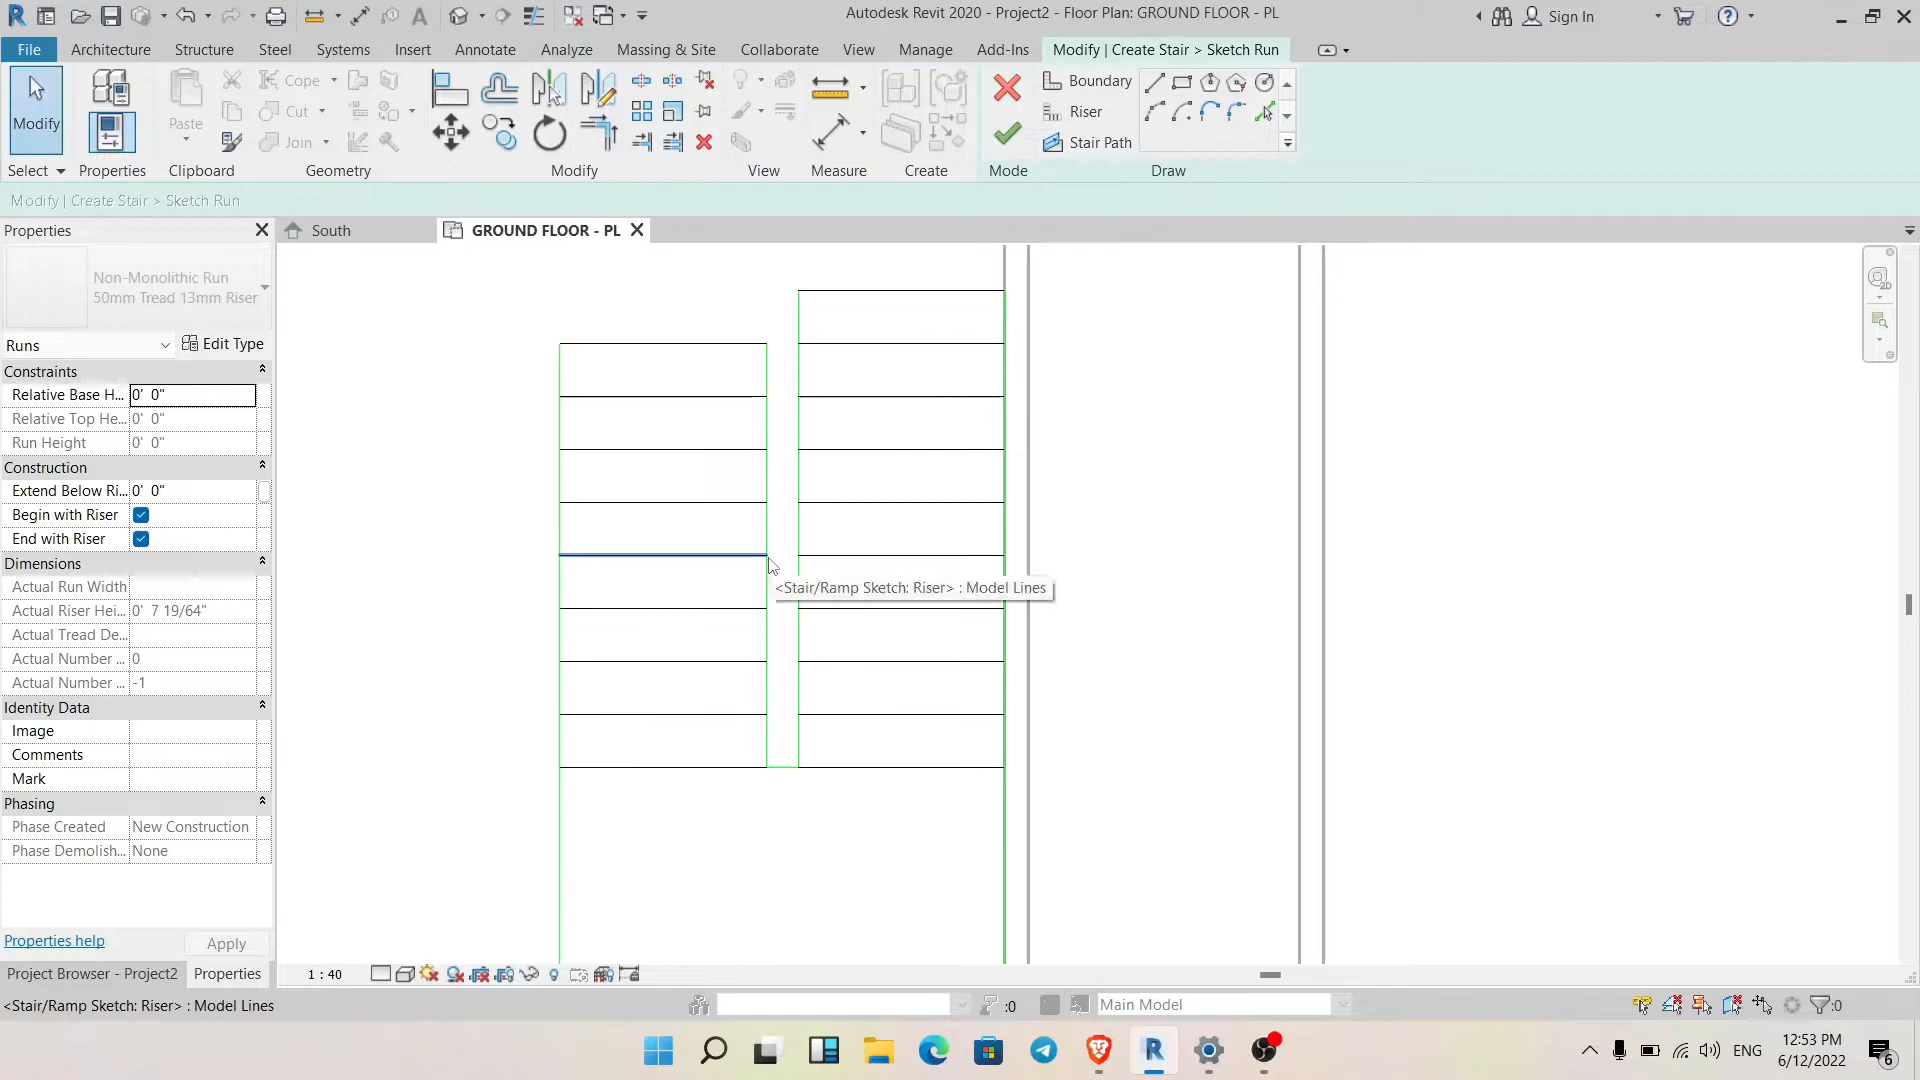 Autodesk Revit 2020 - Project2 - Floor Plan: GROUND FLOOR - PL
Sign In
File
Architecture
Structure
Steel
Systems
Insert
Annotate
Analyze
Massing & Site
Collaborate
View
Manage
Add-Ins
Modify | Create Stair > Sketch Run
Modify
Paste
Cope
Cut
Join
Boundary
Riser
Stair Path
Select
Properties
Clipboard
Geometry
Modify
View
Measure
Create
Mode
Draw
Modify | Create Stair > Sketch Run
Properties
South
GROUND FLOOR - PL
Non-Monolithic Run
50mm Tread 13mm Riser
Runs
Edit Type
Constraints
Relative Base H... 0' 0"
Relative Top He... 0' 0"
Run Height 0' 0"
Construction
Extend Below Ri... 0' 0"
Begin with Riser
End with Riser
Dimensions
Actual Run Width
Actual Riser Hei... 0' 7 19/64"
Actual Tread De...
Actual Number ... 0
Actual Number ... -1
Identity Data
Image
Comments
Mark
Phasing
Phase Created New Construction
Phase Demolish... None
<Stair/Ramp Sketch: Riser> : Model Lines
Properties help
Apply
Project Browser - Project2
Properties
1 : 40
<Stair/Ramp Sketch: Riser> : Model Lines
:0
Main Model
:0
ENG
12:53 PM
6/12/2022
6
2D